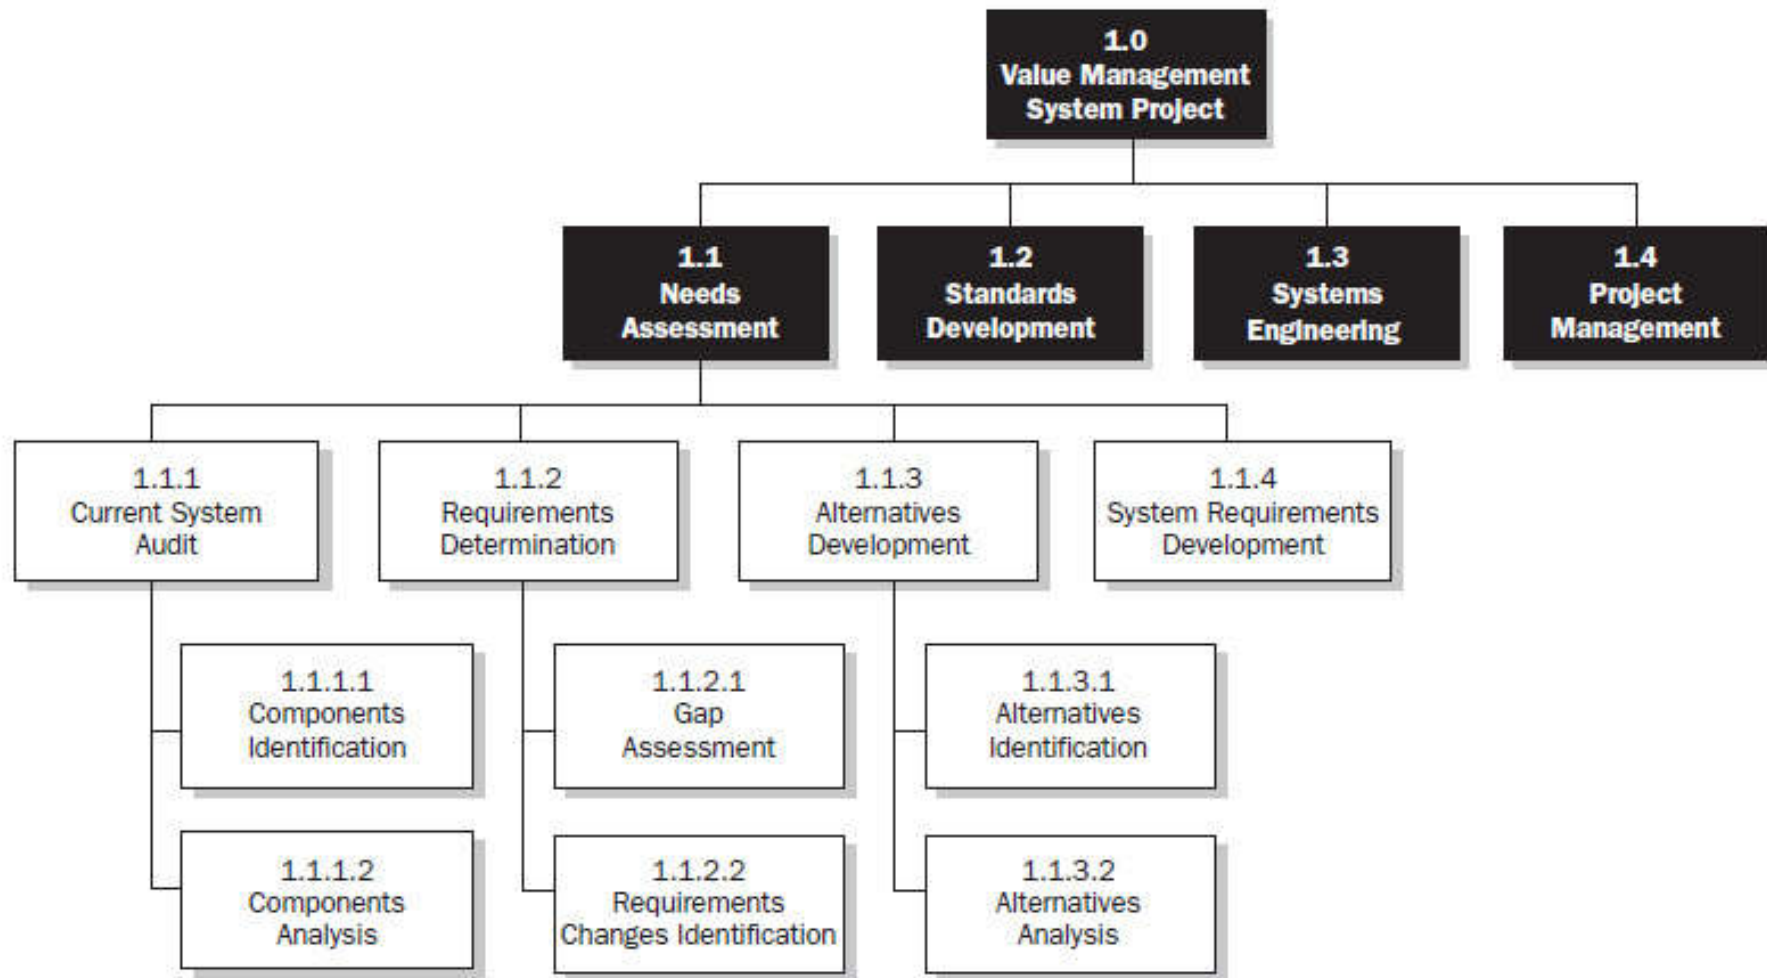 1.0
Value Management
System Project
1.1
Needs
Assessment
1.2
Standards
Development
1.3
Systems
Engineering
1.4
Project
Management
1.1.1
Current System
Audit
1.1.2
Requirements
Determination
1.1.3
Alternatives
Development
1.1.4
System Requirements
Development
1.1.1.1
Components
Identification
1.1.2.1
Gap
Assessment
1.1.3.1
Alternatives
Identification
1.1.1.2
Components
Analysis
1.1.2.2
Requirements
Changes Identification
1.1.3.2
Alternatives
Analysis